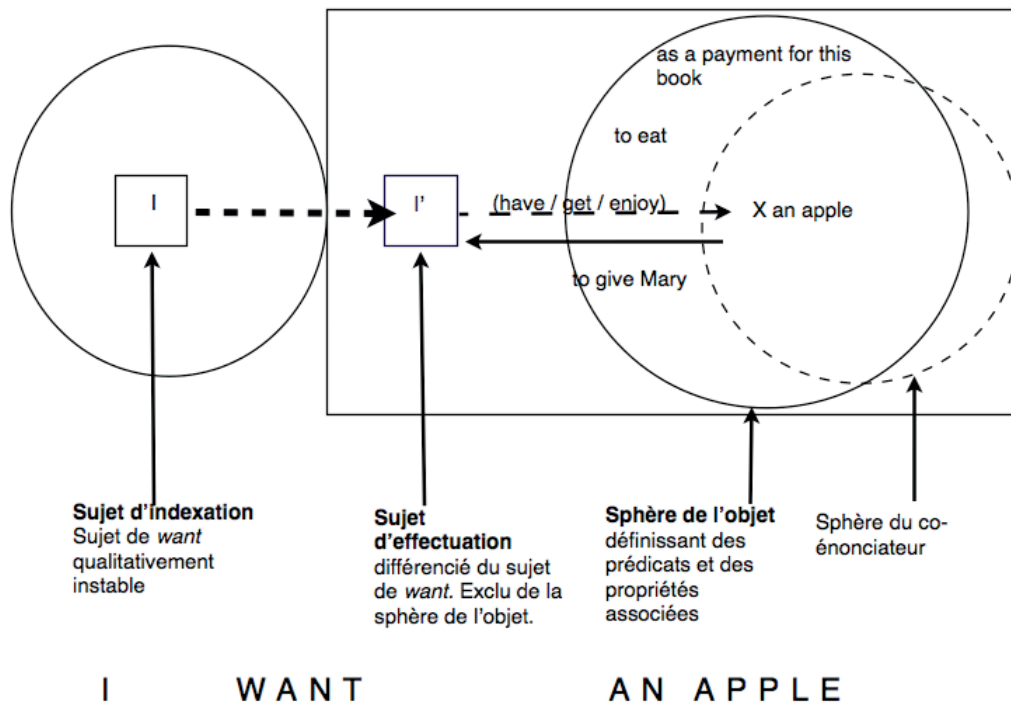 as a payment for this
book
to eat
I
I'
(have / get / enjoy)
X an apple
to give Mary
Sujet d'indexation
Sujet de want
qualitativement
instable
Sujet
d'effectuation
différencié du sujet
de want. Exclu de la
sphère de l'objet.
Sphère de l'objet
définissant des
prédicats et des
propriétés
associées
Sphère du co-
énonciateur
I WANT AN APPLE